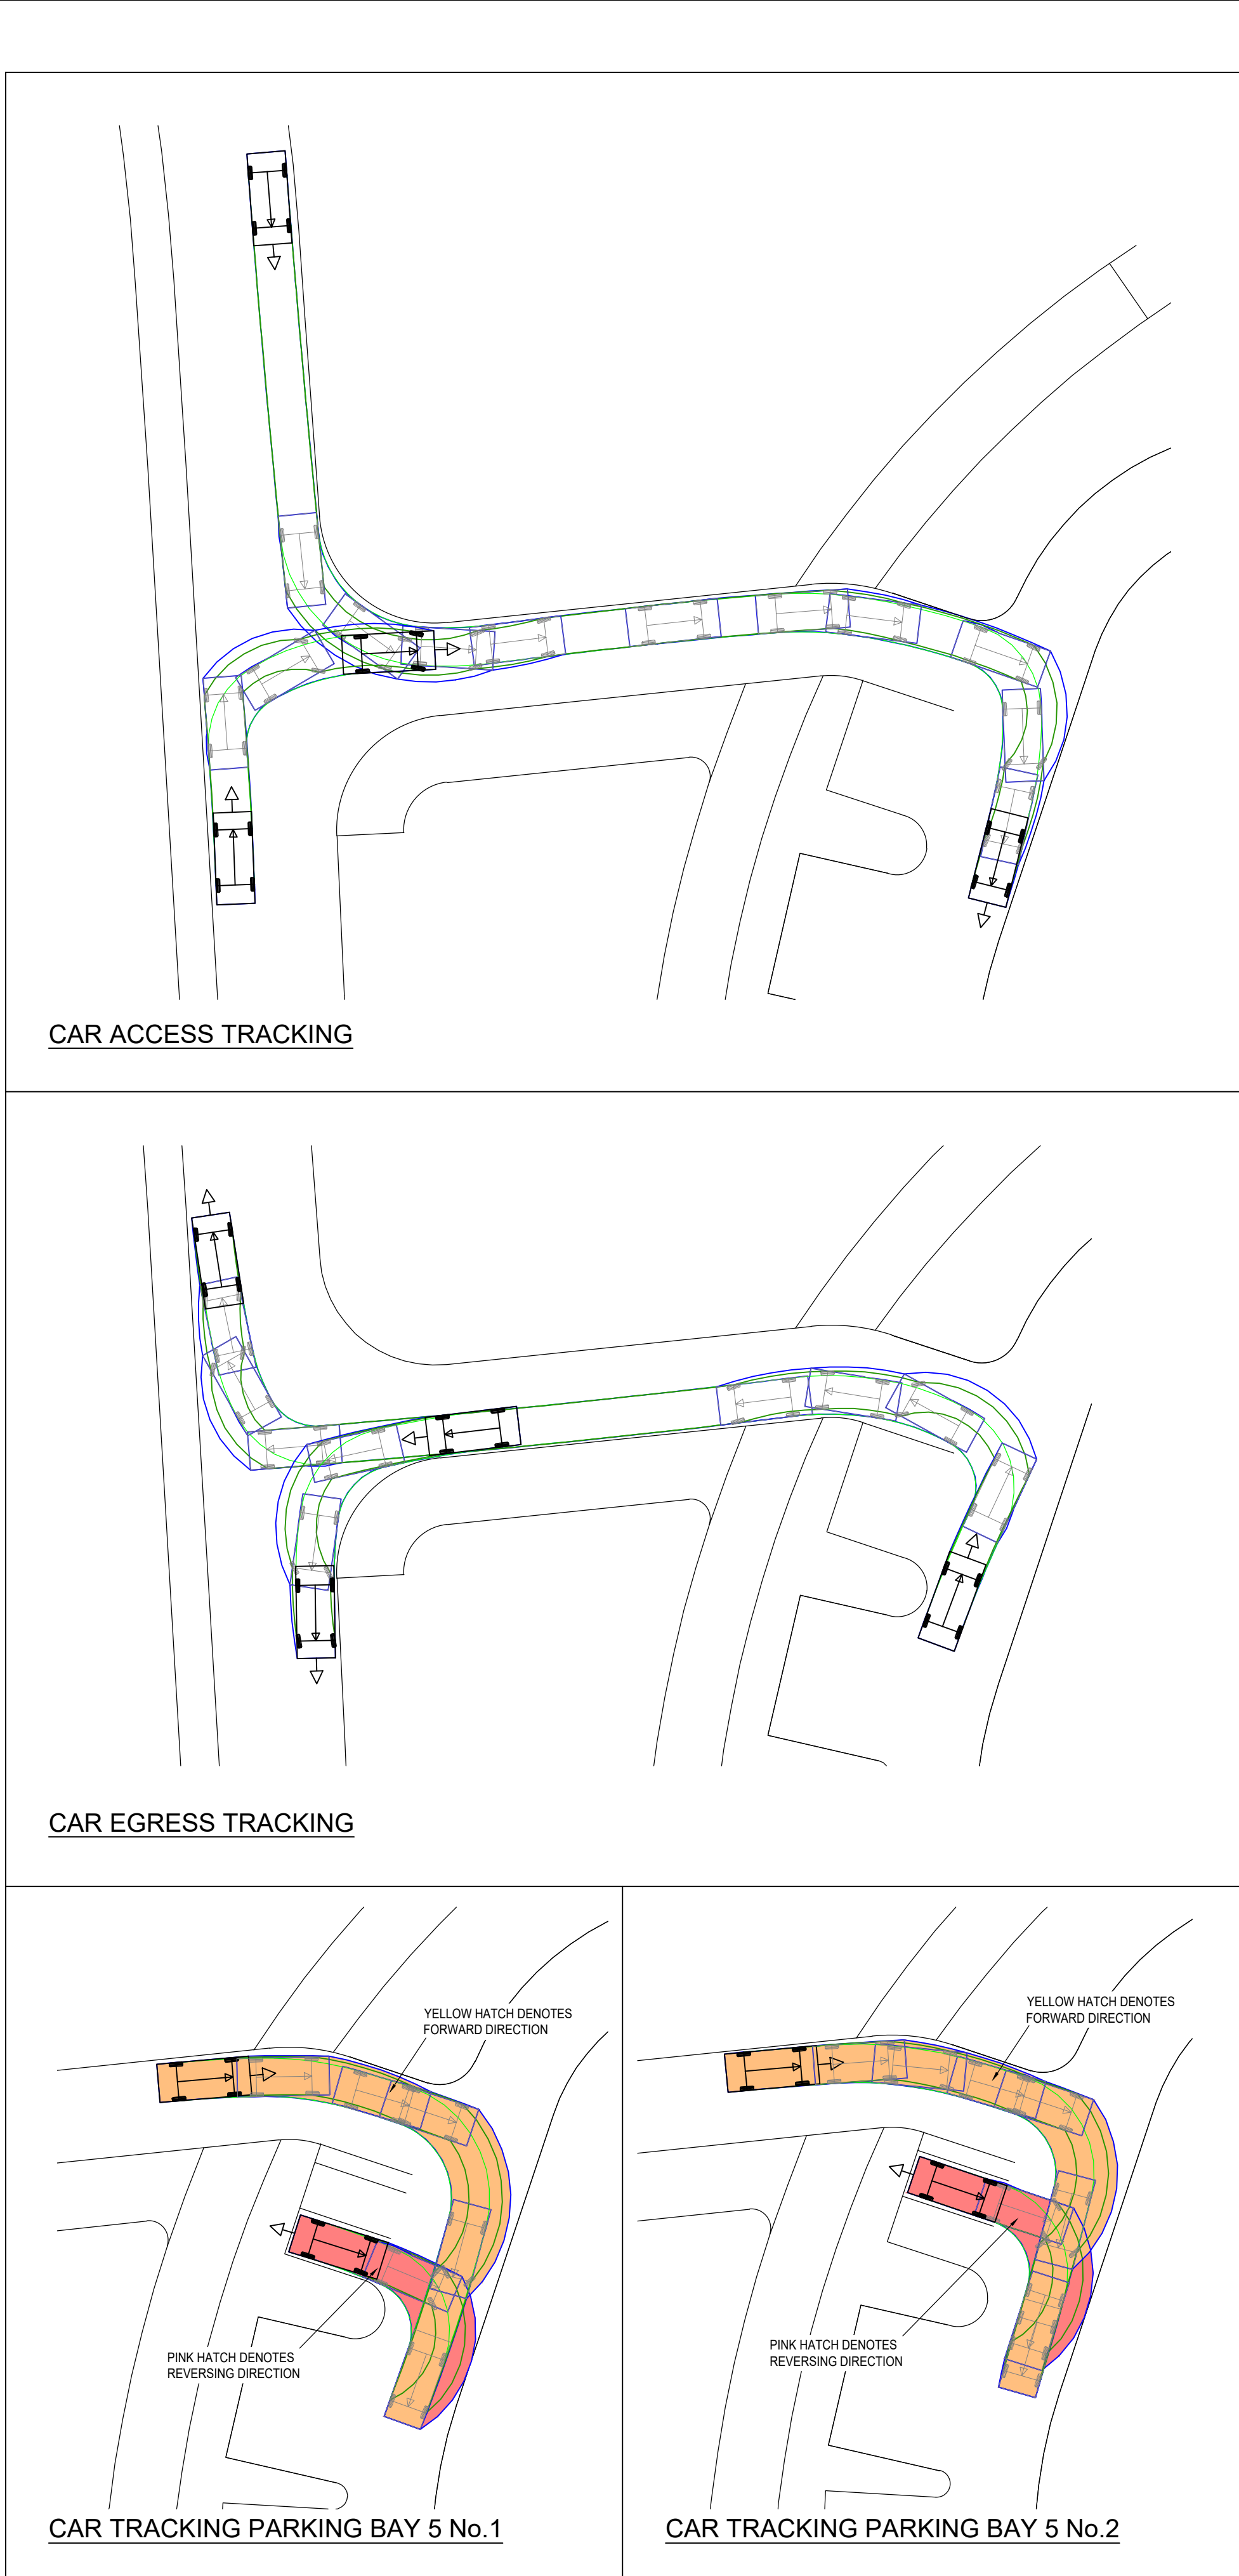 CAR ACCESS TRACKING
CAR EGRESS TRACKING
YELLOW HATCH DENOTES
FORWARD DIRECTION
PINK HATCH DENOTES
REVERSING DIRECTION
CAR TRACKING PARKING BAY 5 No.1
YELLOW HATCH DENOTES
FORWARD DIRECTION
PINK HATCH DENOTES
REVERSING DIRECTION
CAR TRACKING PARKING BAY 5 No.2